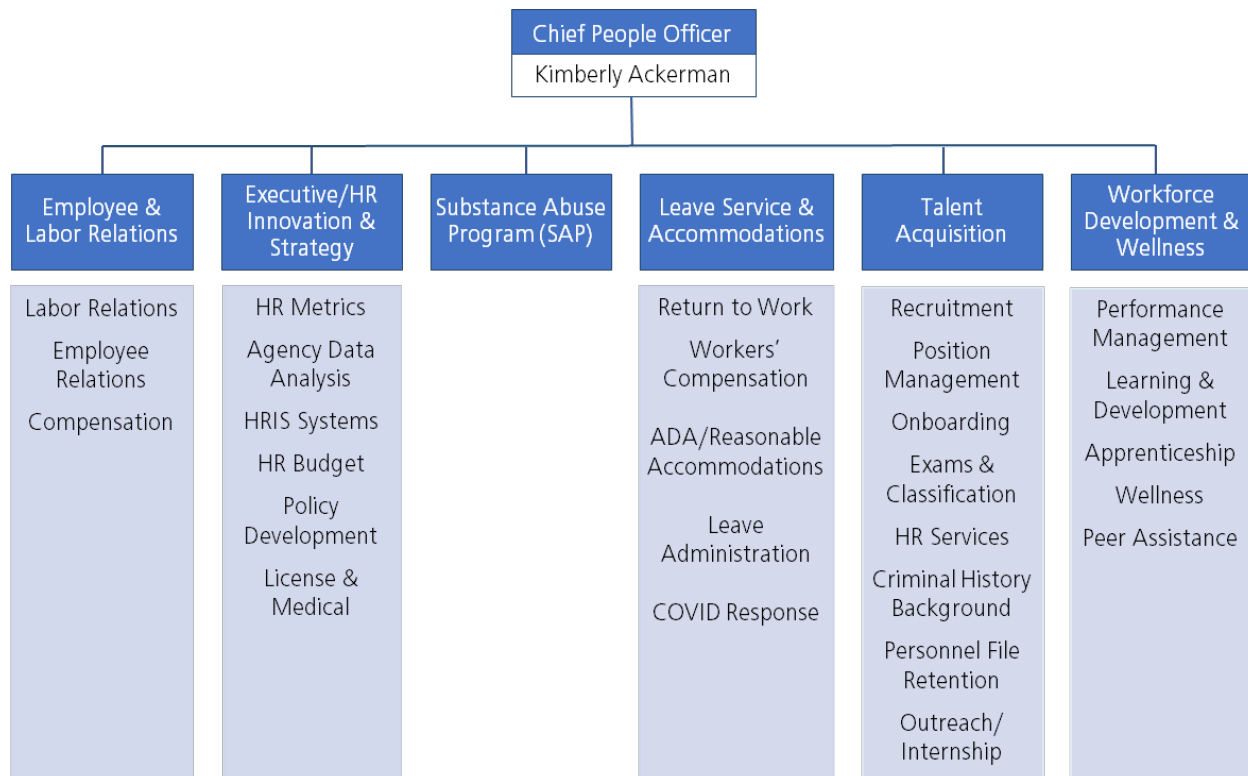 Chief People Officer
Kimberly Ackerman
Employee &
Labor Relations
Labor Relations
Employee
Relations
Compensation
Executive/HR
Innovation &
Strategy
HR Metrics
Agency Data
Analysis
HRIS Systems
HR Budget
Policy
Development
License &
Medical
Substance Abuse
Program (SAP)
Leave Service &
Accommodations
Return to Work
Workers’
Compensation
ADA/Reasonable
Accommodations
Leave
Administration
COVID Response
Talent
Acquisition
Recruitment
Position
Management
Onboarding
Exams &
Classification
HR Services
Criminal History
Background
Personnel File
Retention
Outreach/
Internship
Workforce
Development &
Wellness
Performance
Management
Learning &
Development
Apprenticeship
Wellness
Peer Assistance